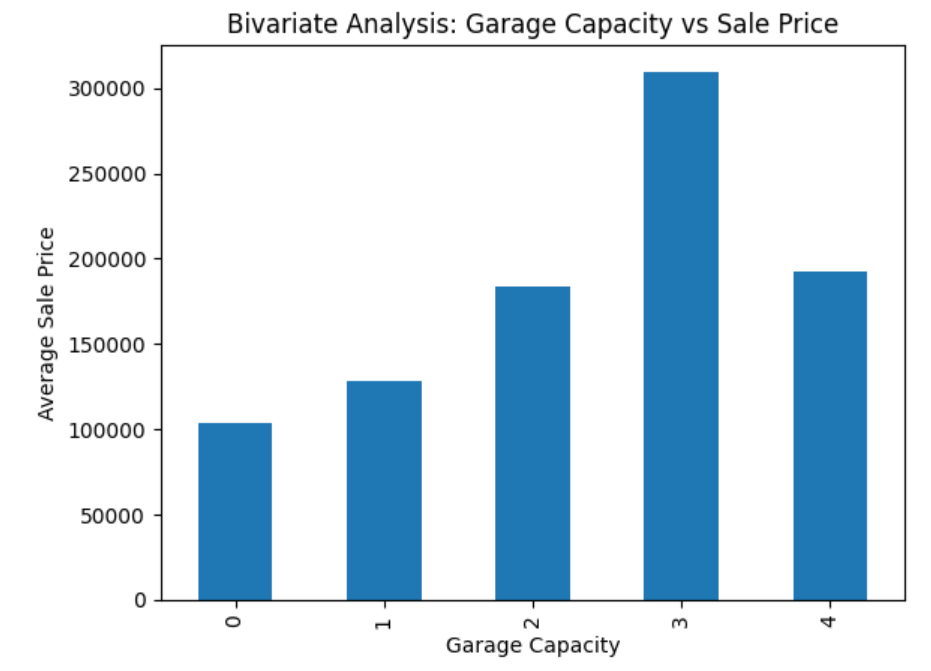 Bivariate Analysis: Garage Capacity vs Sale Price
300000
250000
200000
150000
100000
50000
0
Average Sale Price
0 1 2 3 4
Garage Capacity